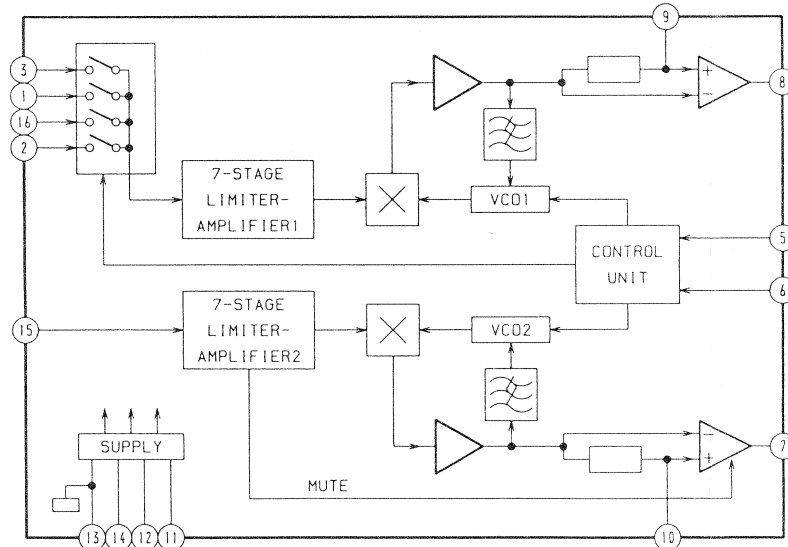 9
3
1
16
2
+
−
8
7-STAGE
LIMITER-
AMPLIFIER1
VCO1
5
CONTROL
UNIT
6
15
7-STAGE
LIMITER-
AMPLIFIER2
VCO2
SUPPLY
−
+
7
MUTE
13
14
12
11
10